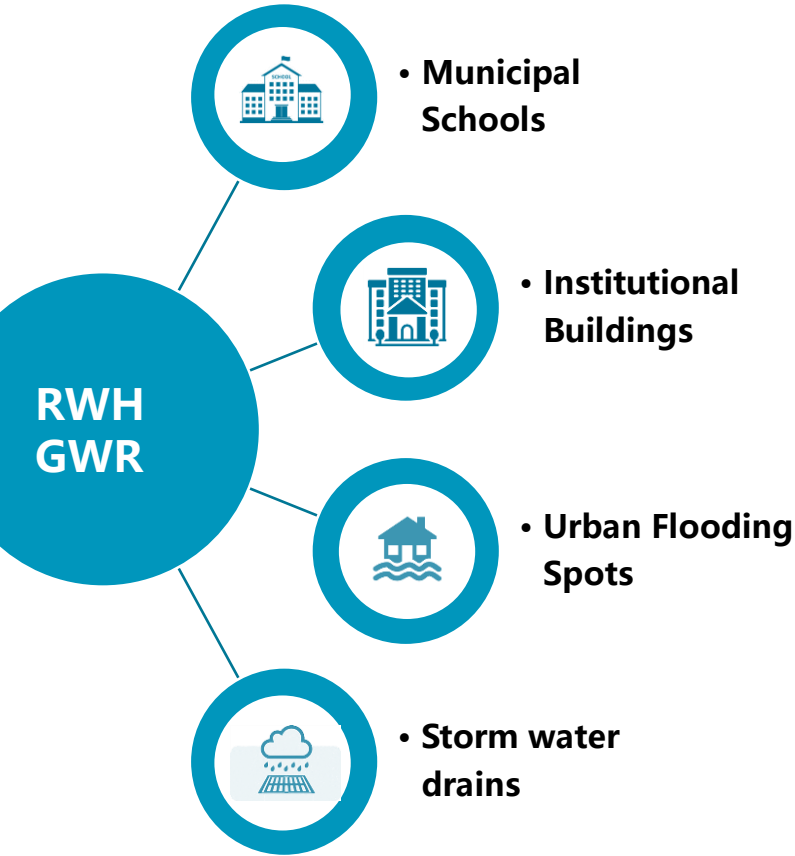 SCHOOL
• Municipal
Schools
• Institutional
Buildings
RWH
GWR
• Urban Flooding
Spots
• Storm water
drains